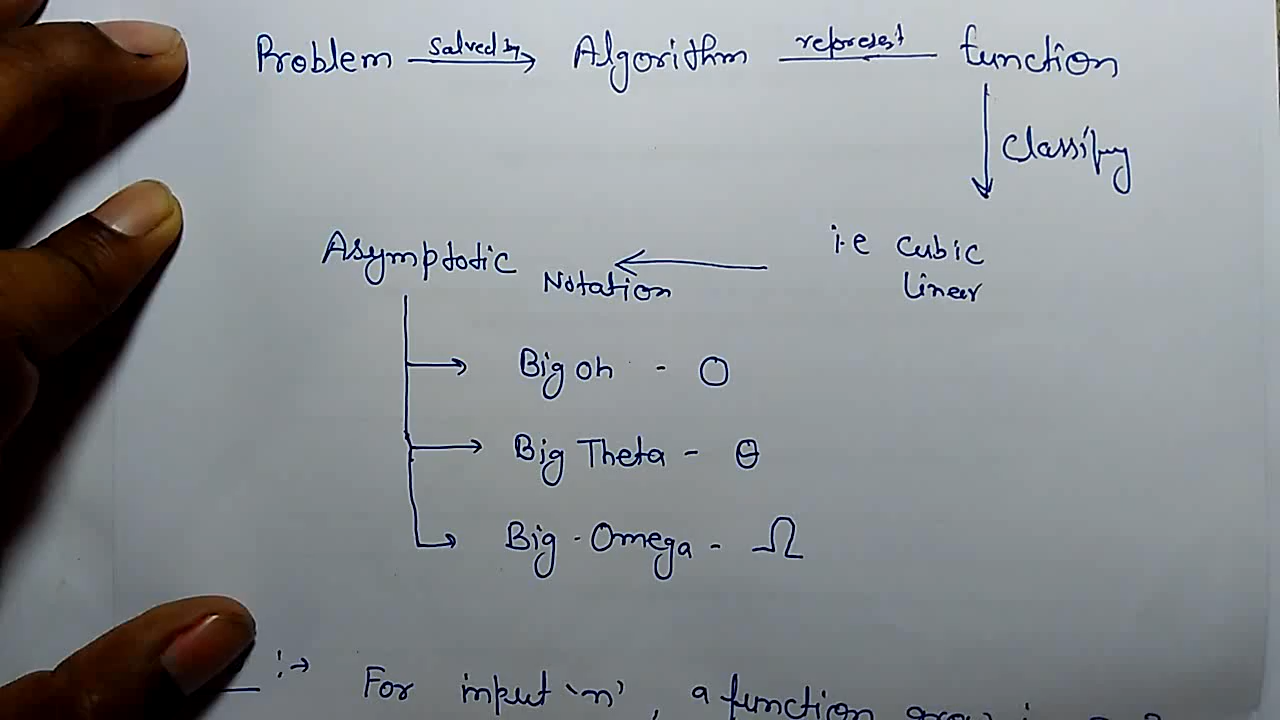 Problem solved by Algorithm represent function
Classify
i.e cubic
linear
Asymptotic
Notation
Big oh - O
Big Theta - θ
Big - Omega - Ω
For input 'n', a function